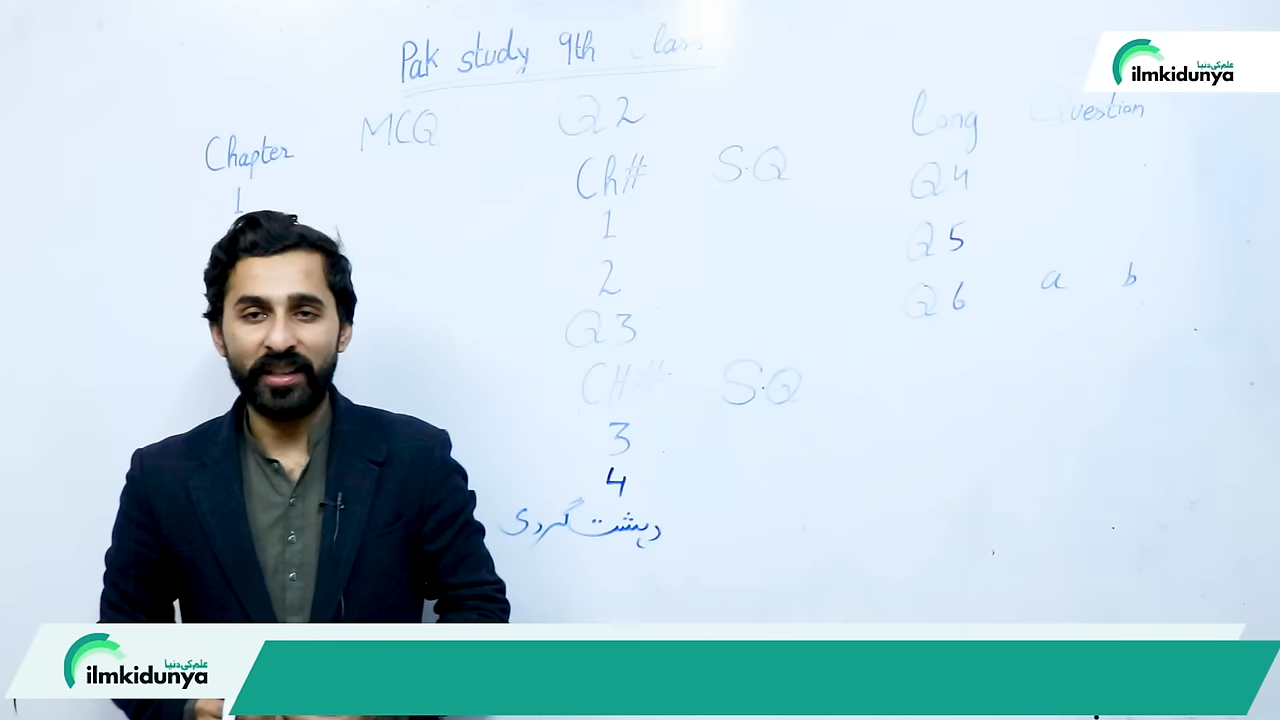 Pak study 9th Class
علم کی دنیا
ilmkidunya
Chapter MCQ
1
Q2
Ch# S.Q
1
2
Q3
CH# S.Q
3
4
دہشت گردی
Long Question
Q4
Q5
Q6 a b
علم کی دنیا
ilmkidunya